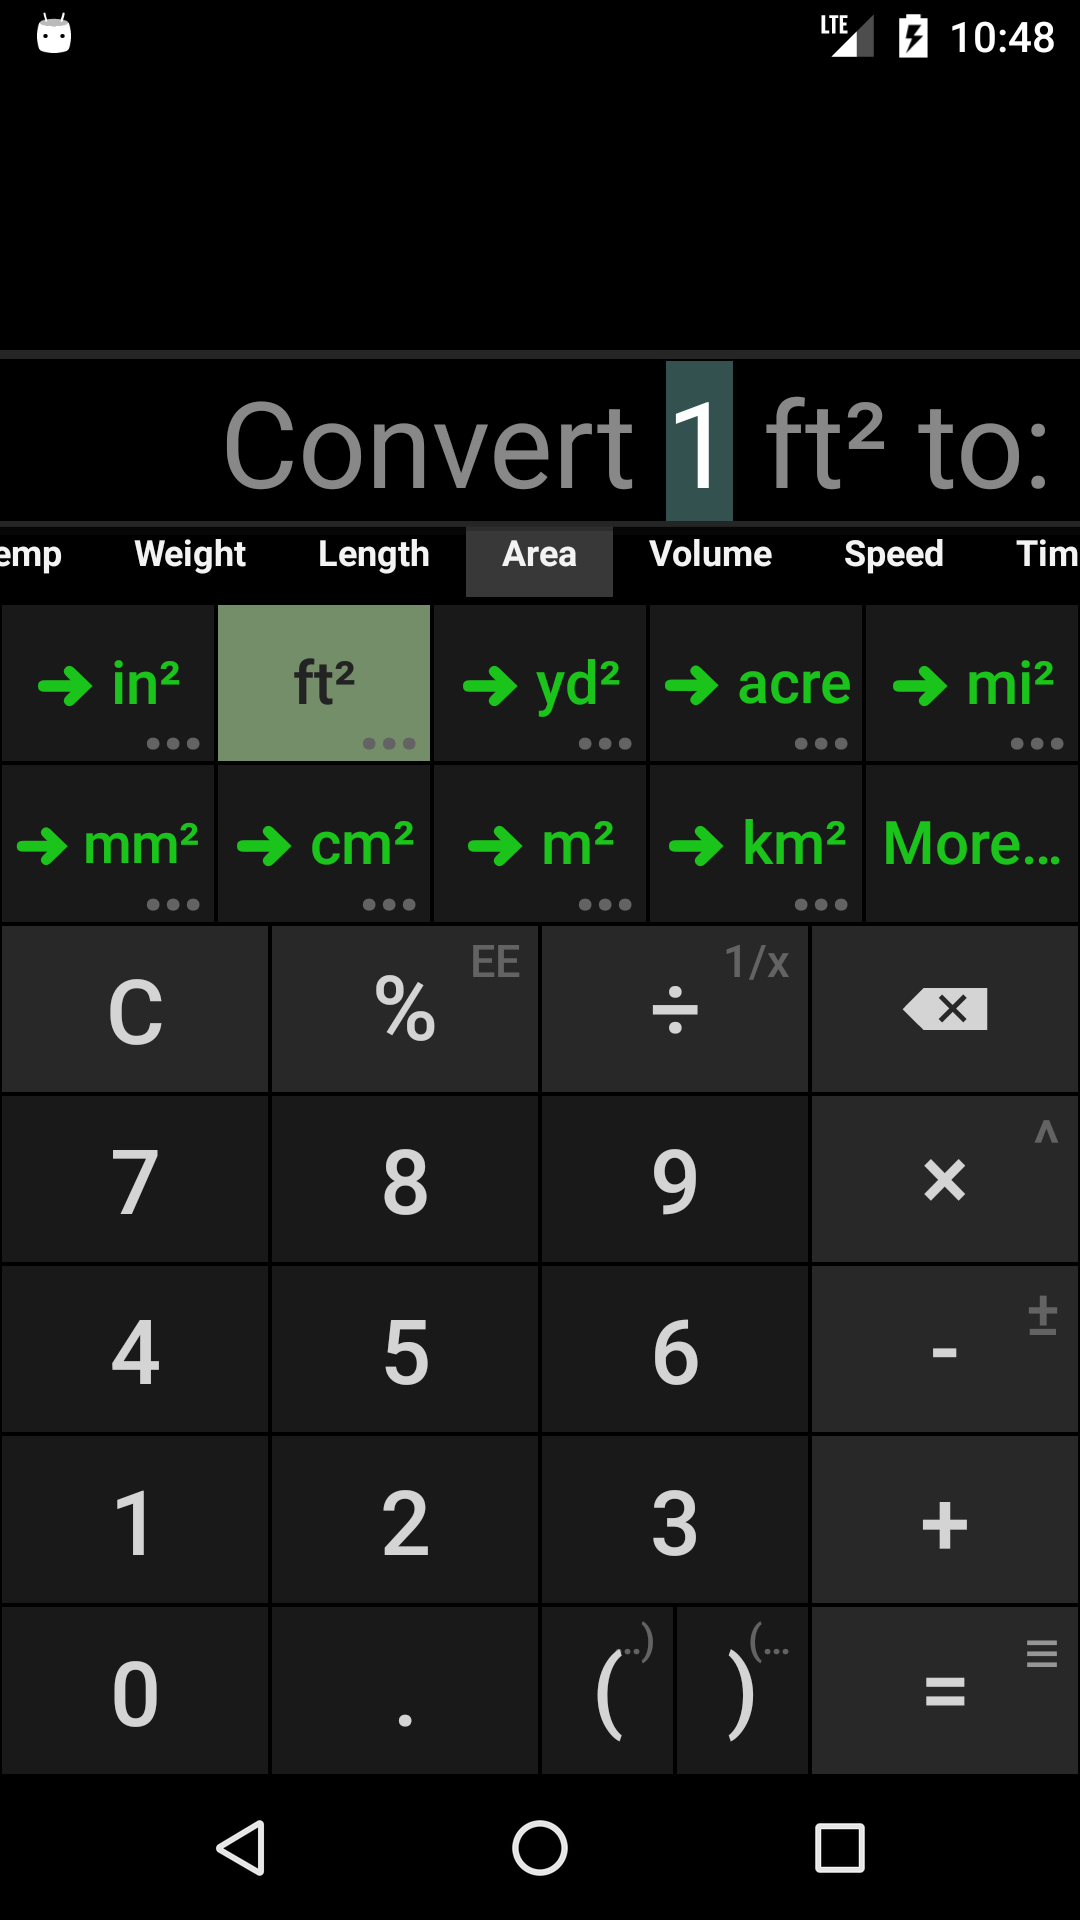 LTE 10:48
Convert 1 ft² to:
emp Weight Length Area Volume Speed Tim
→ in² ft² → yd² → acre → mi²
→ mm² → cm² → m² → km² More...
C % EE ÷ 1/x
7 8 9 × ^
4 5 6 - ±
1 2 3 +
0 . ( ..) ) (... =